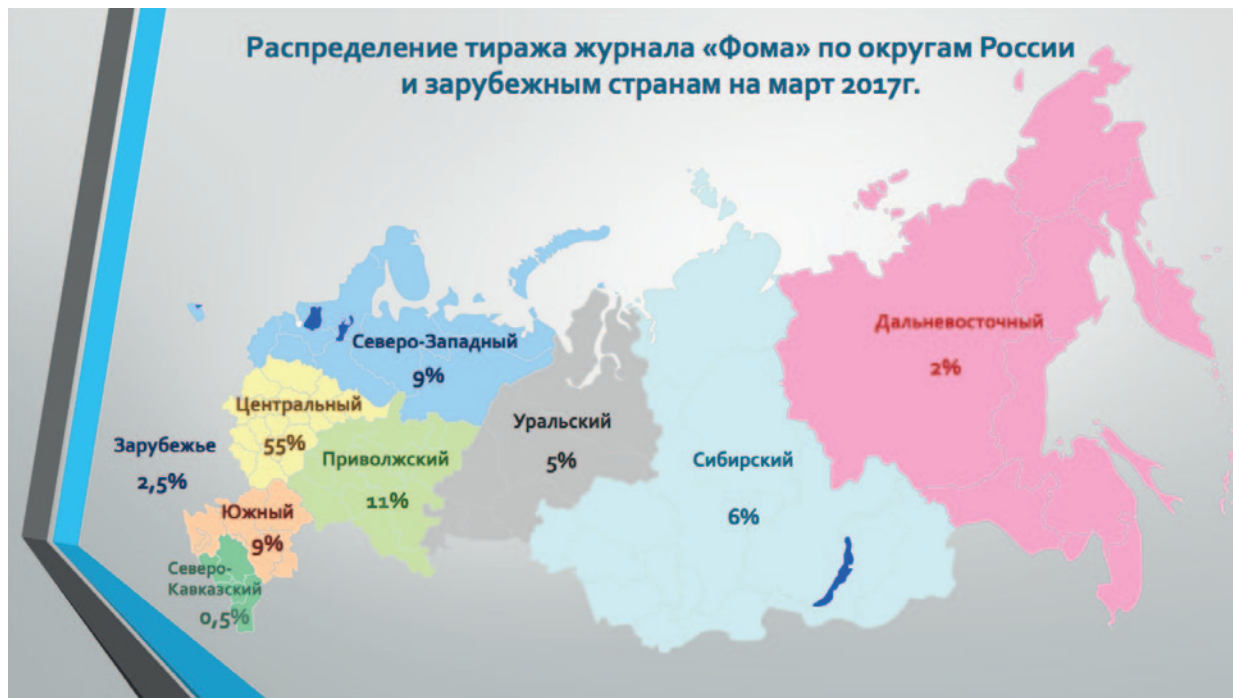 Распределение тиража журнала «Фома» по округам России
и зарубежным странам на март 2017г.
Северо-Западный
9%
Центральный
55%
Зарубежье
2,5%
Приволжский
11%
Южный
9%
Северо-
Кавказский
0,5%
Уральский
5%
Сибирский
6%
Дальневосточный
2%